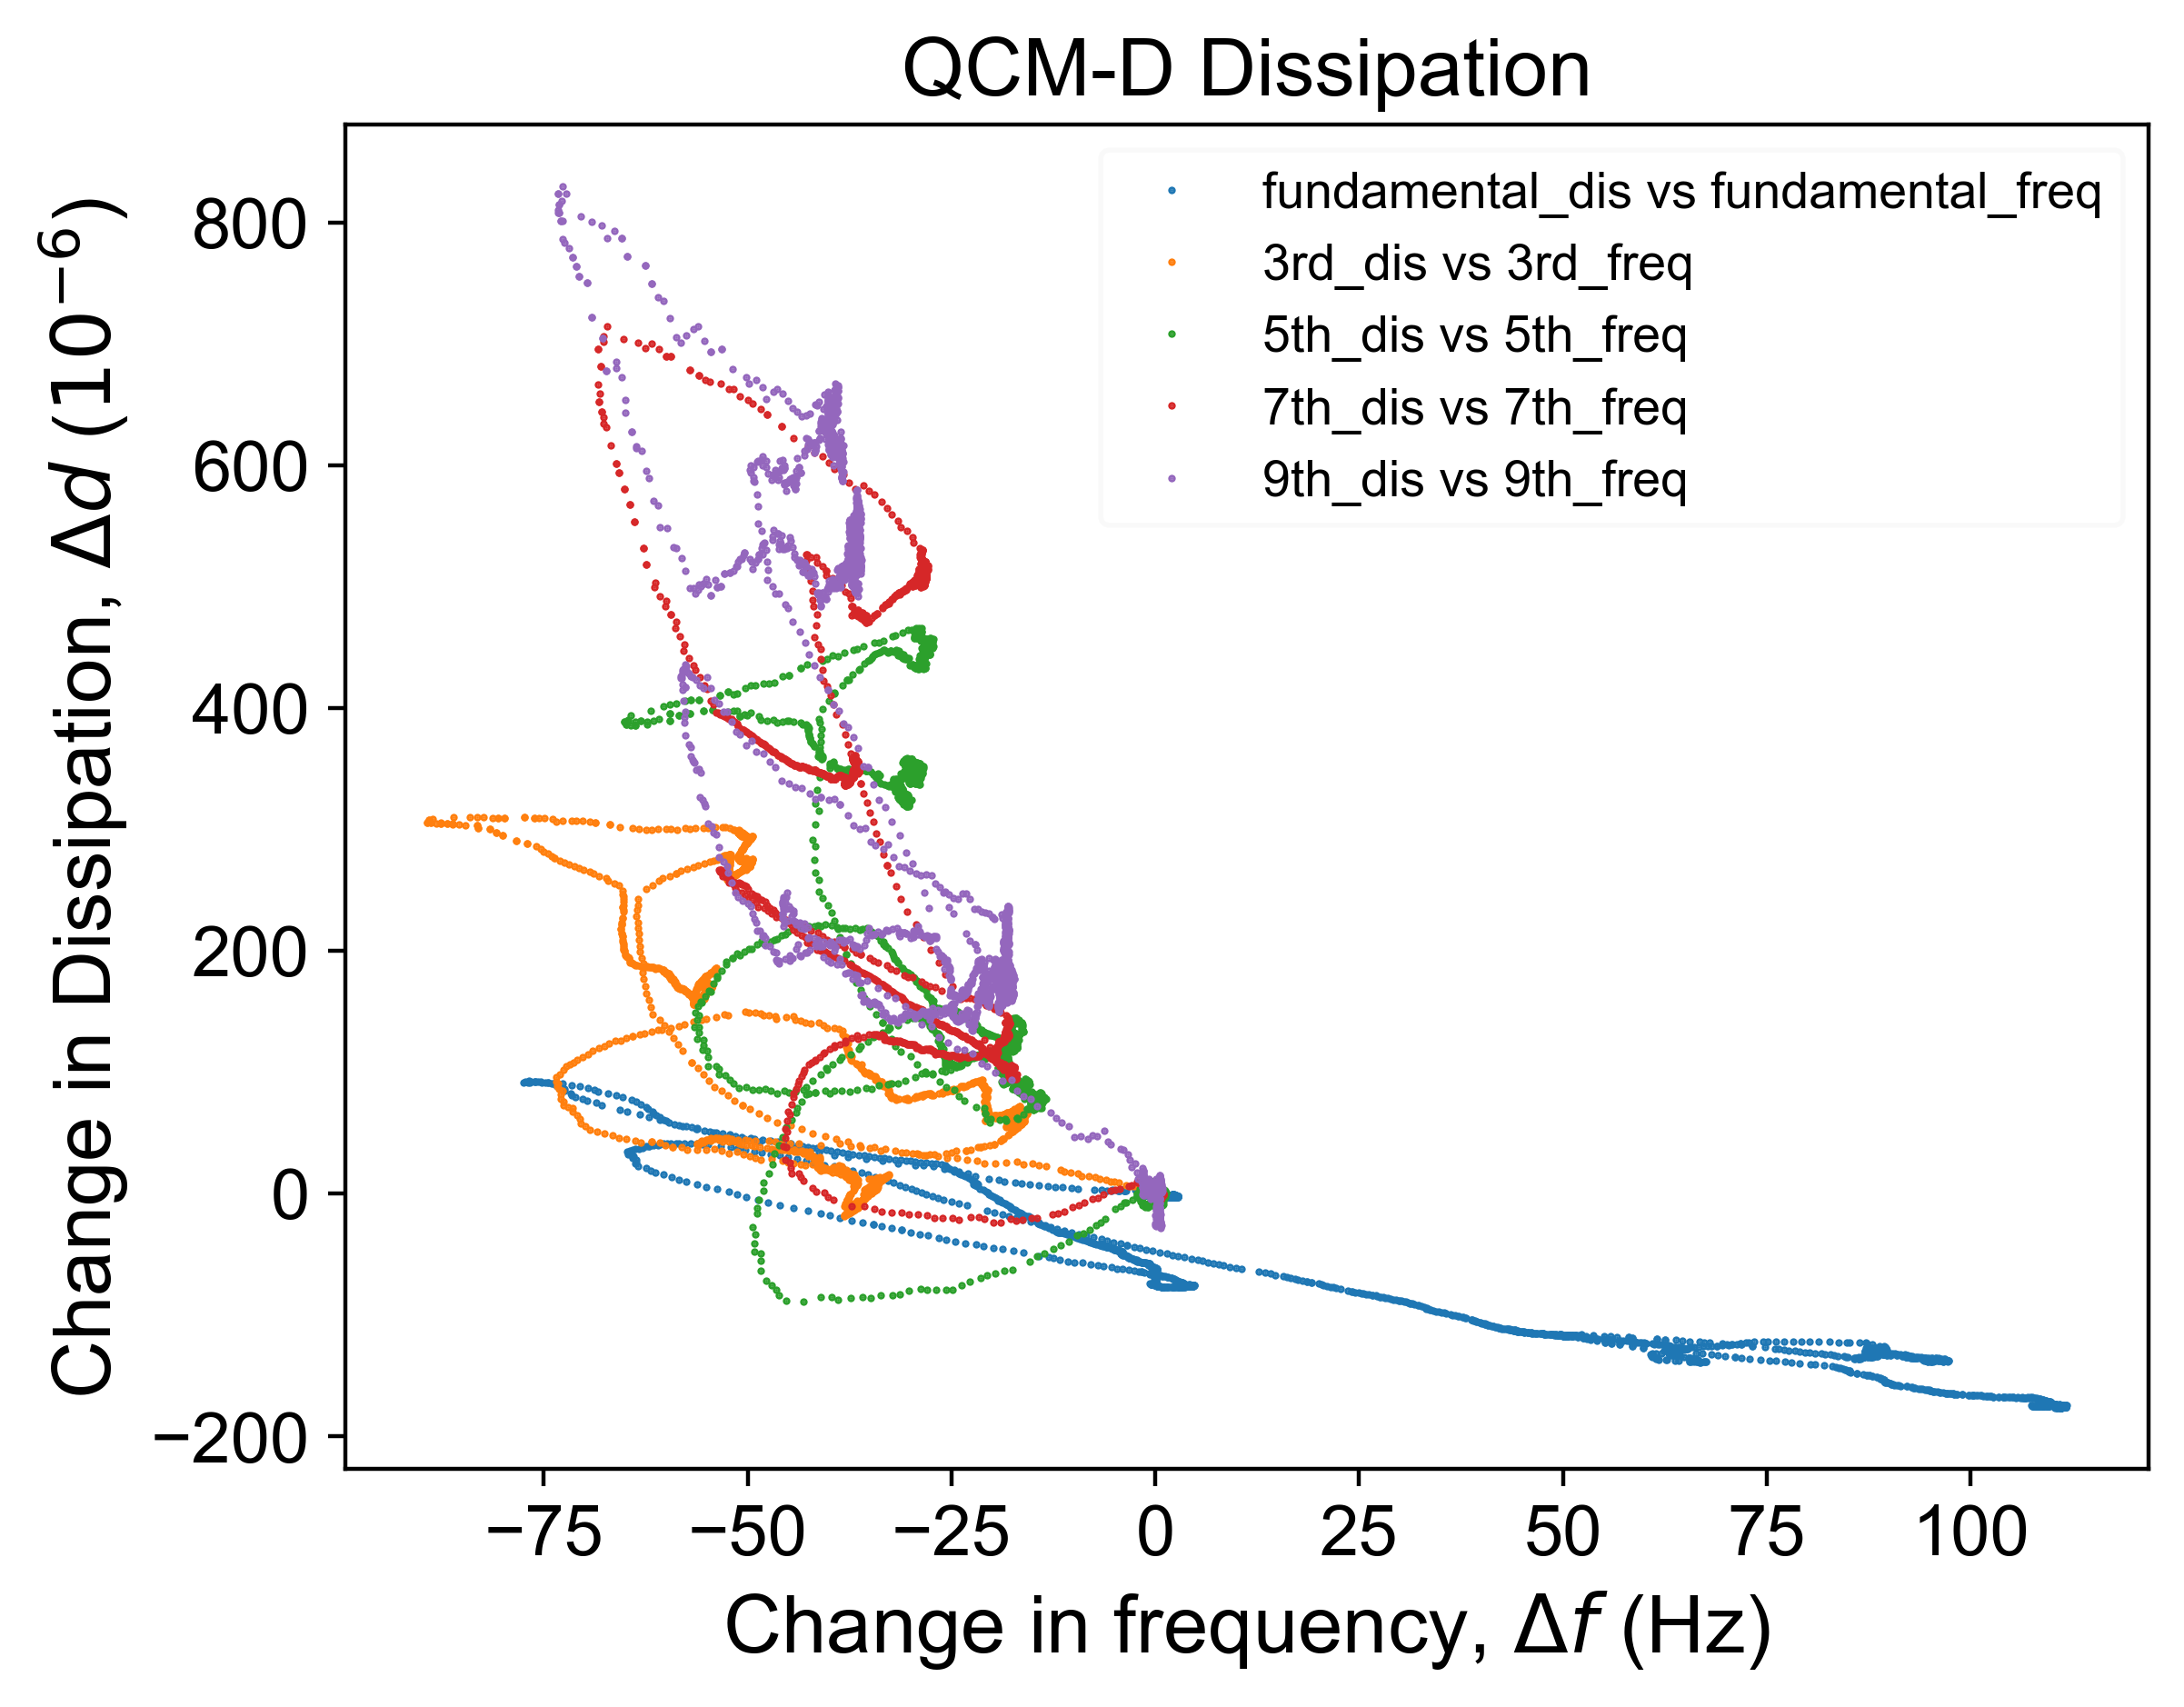 QCM-D Dissipation
Change in Dissipation, Δd (10⁻⁶)
800
600
400
200
0
−200
fundamental_dis vs fundamental_freq
3rd_dis vs 3rd_freq
5th_dis vs 5th_freq
7th_dis vs 7th_freq
9th_dis vs 9th_freq
−75 −50 −25 0 25 50 75 100
Change in frequency, Δf (Hz)